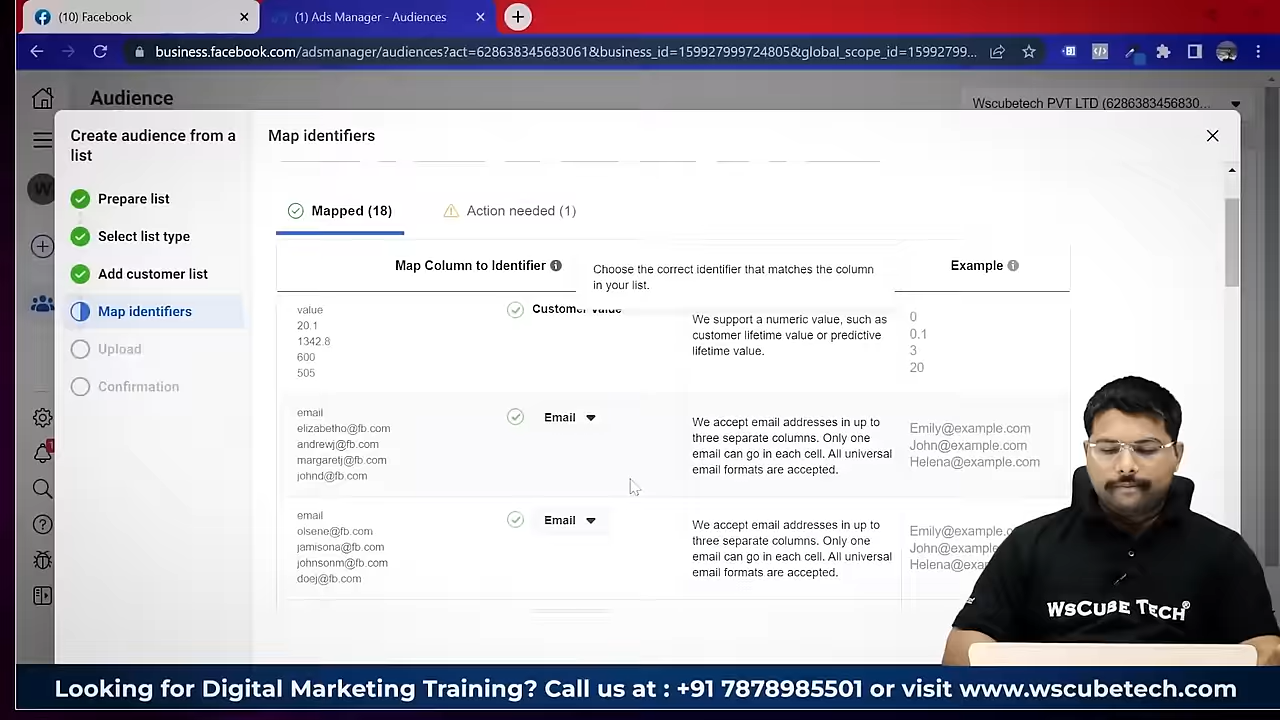 (10) Facebook
(1) Ads Manager - Audiences
business.facebook.com/adsmanager/audiences?act=628638345683061&business_id=159927999724805&global_scope_id=15992799...
Audience
Wscubetech PVT LTD (6286383456830...
Create audience from a list
Prepare list
Select list type
Add customer list
Map identifiers
Upload
Confirmation
Map identifiers
Mapped (18)
Action needed (1)
Map Column to Identifier
Choose the correct identifier that matches the column
in your list.
Example
value
20.1
1342.8
600
505
Customer value
We support a numeric value, such as
customer lifetime value or predictive
lifetime value.
0
0.1
3
20
email
elizabetho@fb.com
andrewj@fb.com
margaretj@fb.com
johnd@fb.com
Email
We accept email addresses in up to
three separate columns. Only one
email can go in each cell. All universal
email formats are accepted.
Emily@example.com
John@example.com
Helena@example.com
email
olsene@fb.com
jamisona@fb.com
johnsonm@fb.com
doej@fb.com
Email
We accept email addresses in up to
three separate columns. Only one
email can go in each cell. All universal
email formats are accepted.
Emily@example.c
John@example
Helena@exa
WsCube Tech®
Looking for Digital Marketing Training? Call us at : +91 7878985501 or visit www.wscubetech.com